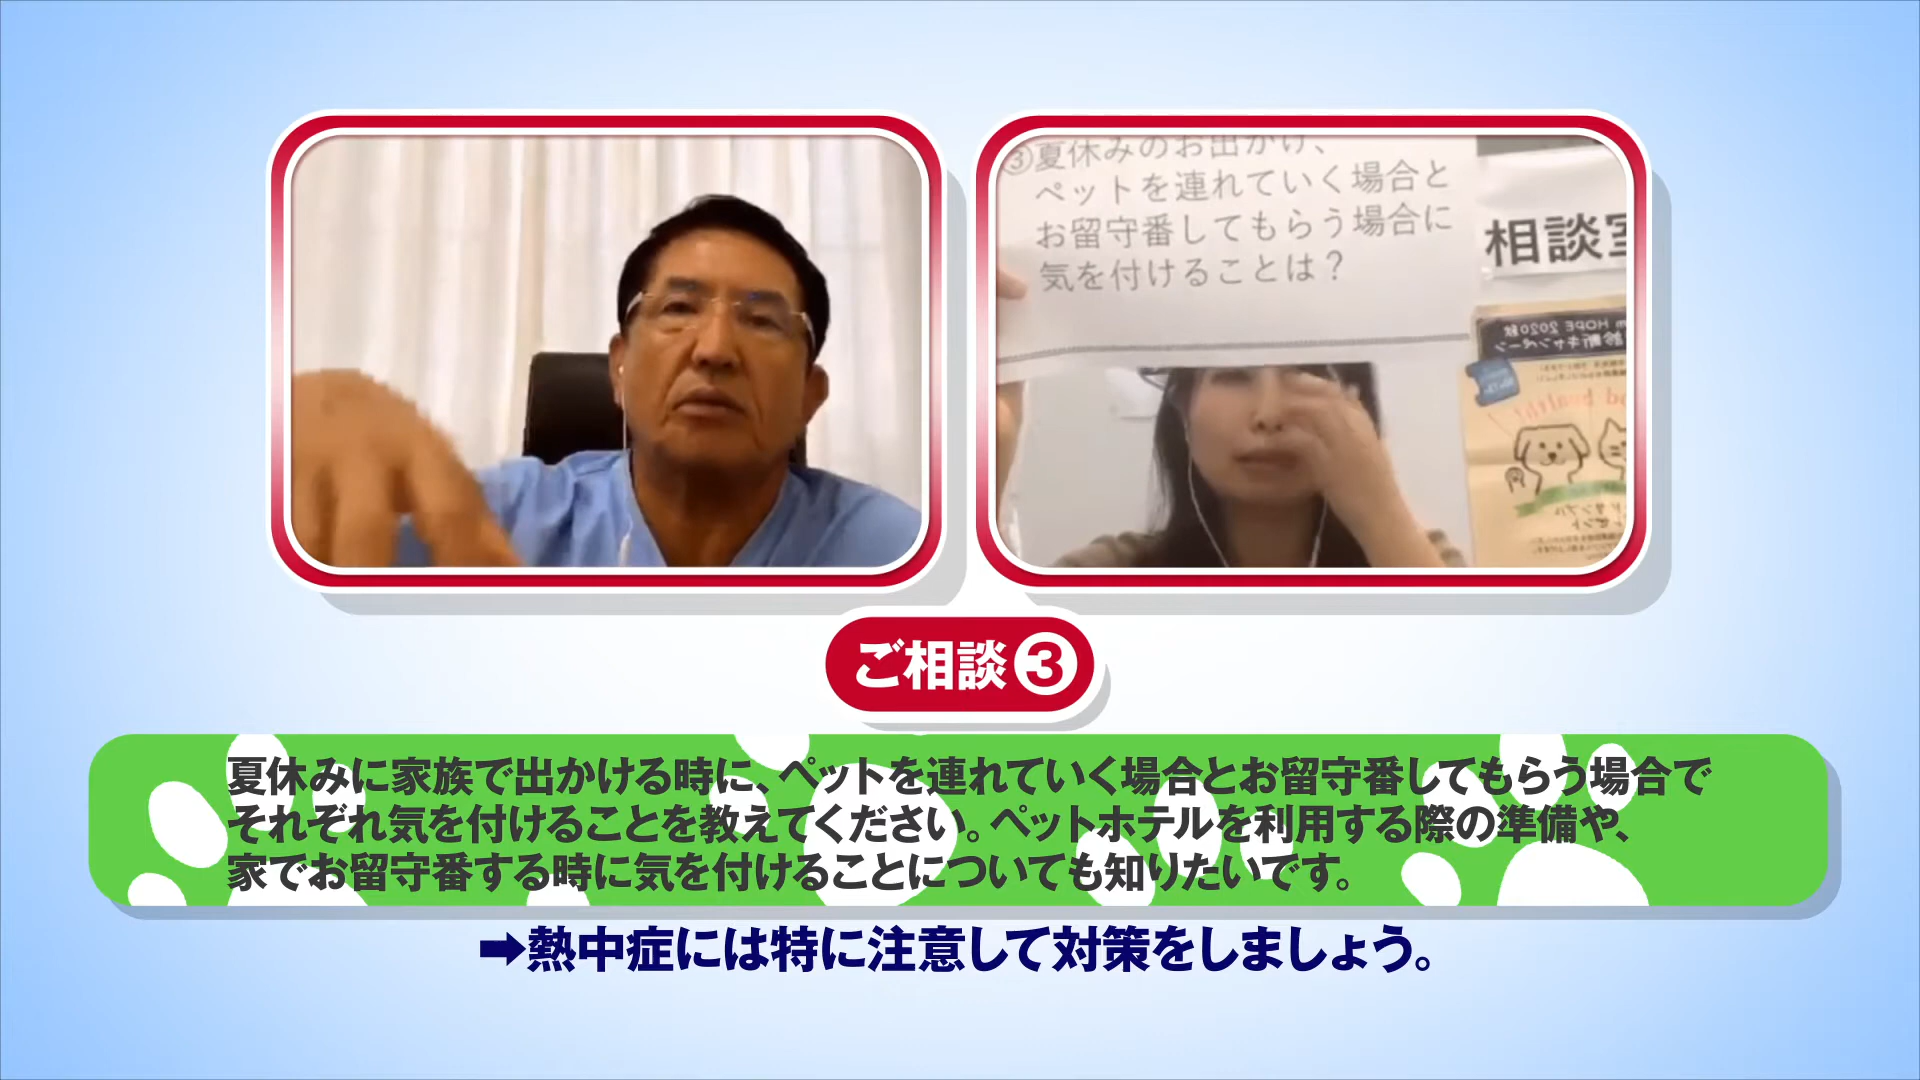 ③夏休みのお出かけ、
ペットを連れていく場合と
お留守番してもらう場合に
気を付けることは？
相談室
ご相談❸
夏休みに家族で出かける時に、ペットを連れていく場合とお留守番してもらう場合で
それぞれ気を付けることを教えてください。ペットホテルを利用する際の準備や、
家でお留守番する時に気を付けることについても知りたいです。
➡熱中症には特に注意して対策をしましょう。